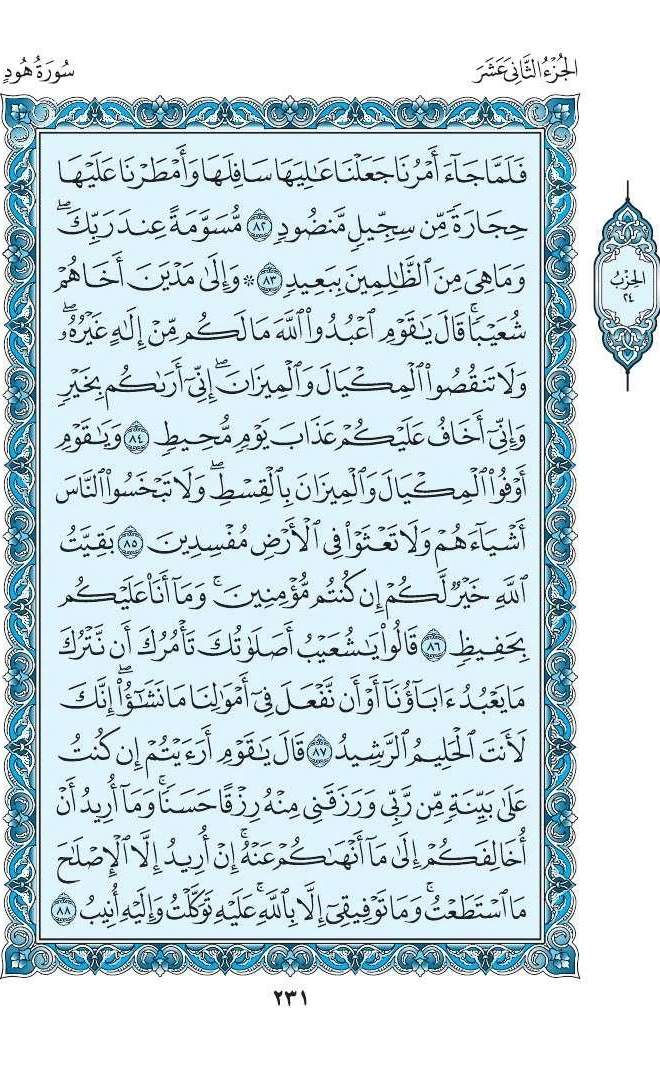 الجُزْءُ الثَّانِي عَشَرَ
سُورَةُ هُودٍ
فَلَمَّا جَآءَ أَمۡرُنَا جَعَلۡنَا عَٰلِيَهَا سَافِلَهَا وَأَمۡطَرۡنَا عَلَيۡهَا
حِجَارَةٗ مِّن سِجِّيلٖ مَّنضُودٖ ٨٢ مُّسَوَّمَةً عِندَ رَبِّكَۖ
وَمَا هِيَ مِنَ ٱلظَّٰلِمِينَ بِبَعِيدٖ ٨٣ ۞ وَإِلَىٰ مَدۡيَنَ أَخَاهُمۡ
شُعَيۡبٗاۚ قَالَ يَٰقَوۡمِ ٱعۡبُدُواْ ٱللَّهَ مَا لَكُم مِّنۡ إِلَٰهٍ غَيۡرُهُۥۖ
وَلَا تَنقُصُواْ ٱلۡمِكۡيَالَ وَٱلۡمِيزَانَۖ إِنِّيٓ أَرَىٰكُم بِخَيۡرٖ
وَإِنِّيٓ أَخَافُ عَلَيۡكُمۡ عَذَابَ يَوۡمٖ مُّحِيطٖ ٨٤ وَيَٰقَوۡمِ
أَوۡفُواْ ٱلۡمِكۡيَالَ وَٱلۡمِيزَانَ بِٱلۡقِسۡطِۖ وَلَا تَبۡخَسُواْ ٱلنَّاسَ
أَشۡيَآءَهُمۡ وَلَا تَعۡثَوۡاْ فِي ٱلۡأَرۡضِ مُفۡسِدِينَ ٨٥ بَقِيَّتُ
ٱللَّهِ خَيۡرٞ لَّكُمۡ إِن كُنتُم مُّؤۡمِنِينَۚ وَمَآ أَنَا۠ عَلَيۡكُم
بِحَفِيظٖ ٨٦ قَالُواْ يَٰشُعَيۡبُ أَصَلَوٰتُكَ تَأۡمُرُكَ أَن نَّتۡرُكَ
مَا يَعۡبُدُ ءَابَآؤُنَآ أَوۡ أَن نَّفۡعَلَ فِيٓ أَمۡوَٰلِنَا مَا نَشَٰٓؤُاْۖ إِنَّكَ
لَأَنتَ ٱلۡحَلِيمُ ٱلرَّشِيدُ ٨٧ قَالَ يَٰقَوۡمِ أَرَءَيۡتُمۡ إِن كُنتُ
عَلَىٰ بَيِّنَةٖ مِّن رَّبِّي وَرَزَقَنِي مِنۡهُ رِزۡقًا حَسَنٗاۚ وَمَآ أُرِيدُ أَنۡ
أُخَالِفَكُمۡ إِلَىٰ مَآ أَنۡهَىٰكُمۡ عَنۡهُۚ إِنۡ أُرِيدُ إِلَّا ٱلۡإِصۡلَٰحَ
مَا ٱسۡتَطَعۡتُۚ وَمَا تَوۡفِيقِيٓ إِلَّا بِٱللَّهِۚ عَلَيۡهِ تَوَكَّلۡتُ وَإِلَيۡهِ أُنِيبُ ٨٨
الحِزْبُ
٢٤
٢٣١